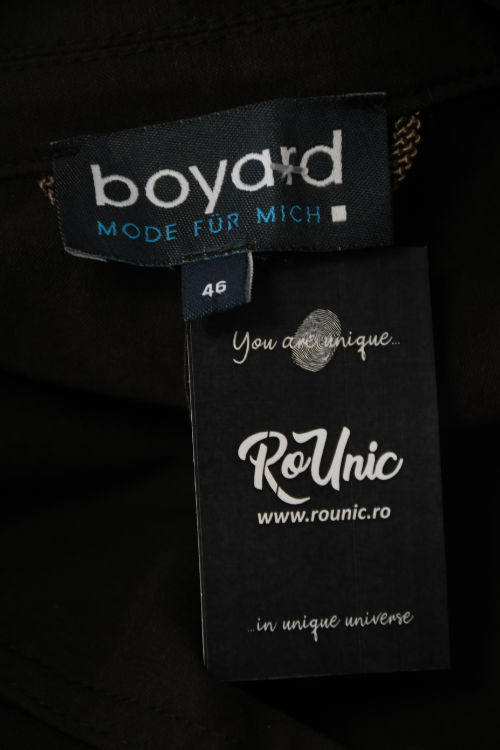 boyard
MODE FÜR MICH
46
You are unique...
RoUnic
www.rounic.ro
...in unique universe